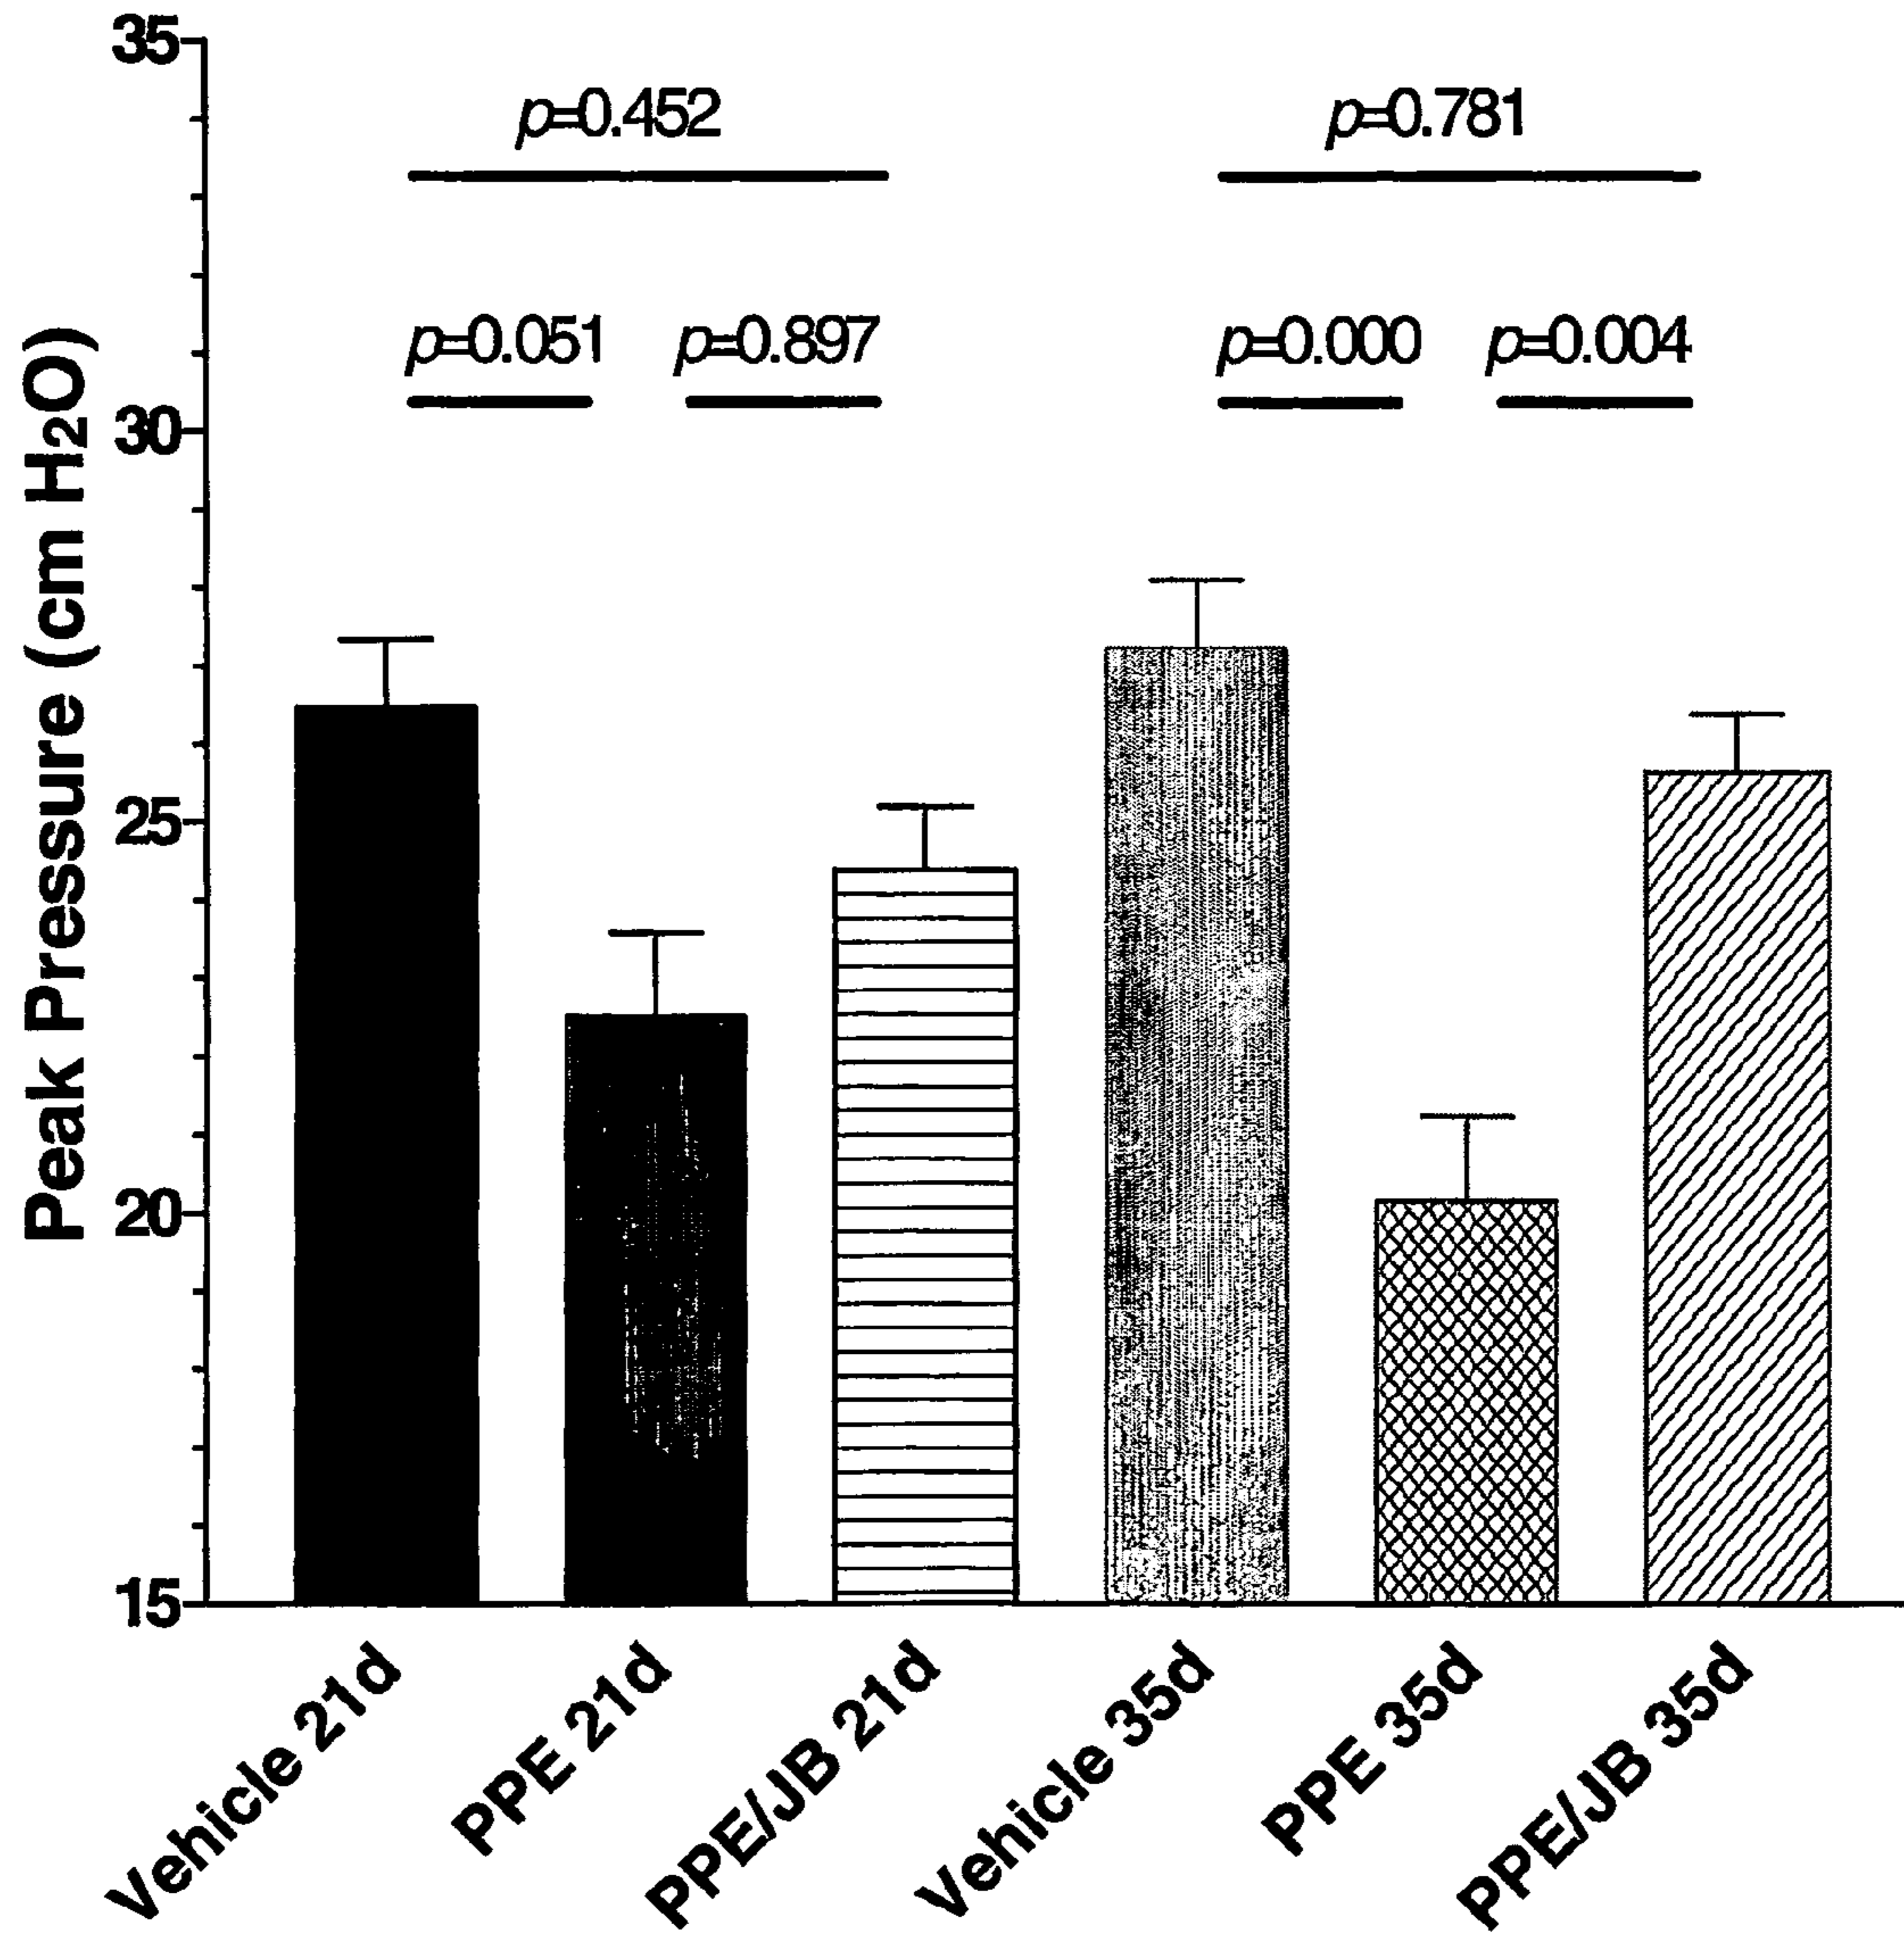 35
p=0.452
p=0.781
p=0.051
p=0.897
p=0.000
p=0.004
30
25
20
15
Peak Pressure (cm H₂O)
Vehicle 21d
PPE 21d
PPE/JB 21d
Vehicle 35d
PPE 35d
PPE/JB 35d